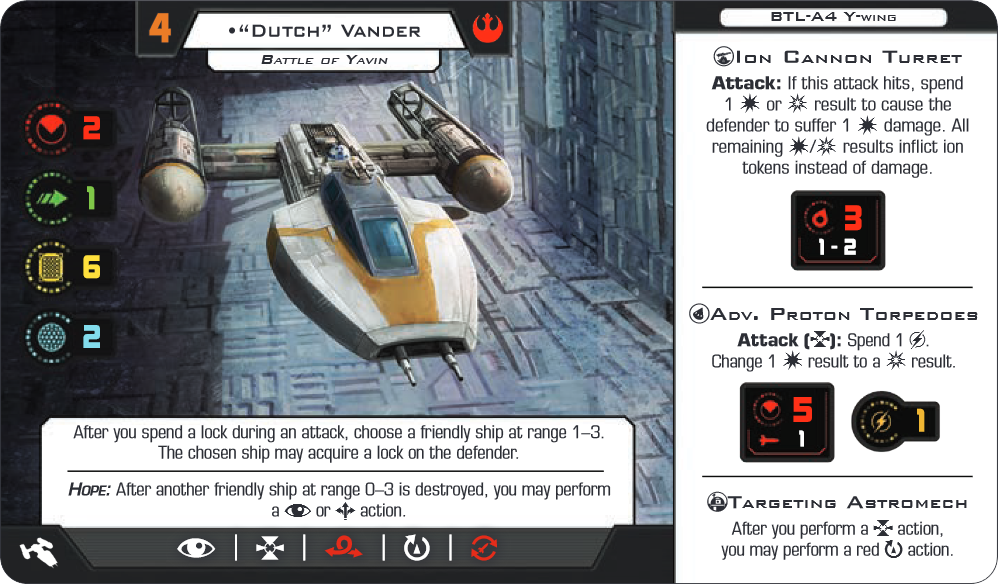 4
•“Dutch” Vander
Battle of Yavin
2
1
6
2
After you spend a lock during an attack, choose a friendly ship at range 1–3.
The chosen ship may acquire a lock on the defender.
Hope: After another friendly ship at range 0–3 is destroyed, you may perform
a or action.
BTL-A4 Y-wing
Ion Cannon Turret
Attack: If this attack hits, spend
1 or result to cause the
defender to suffer 1 damage. All
remaining / results inflict ion
tokens instead of damage.
3
1-2
Adv. Proton Torpedoes
Attack ( ): Spend 1 .
Change 1 result to a result.
5
1
1
Targeting Astromech
After you perform a action,
you may perform a red action.